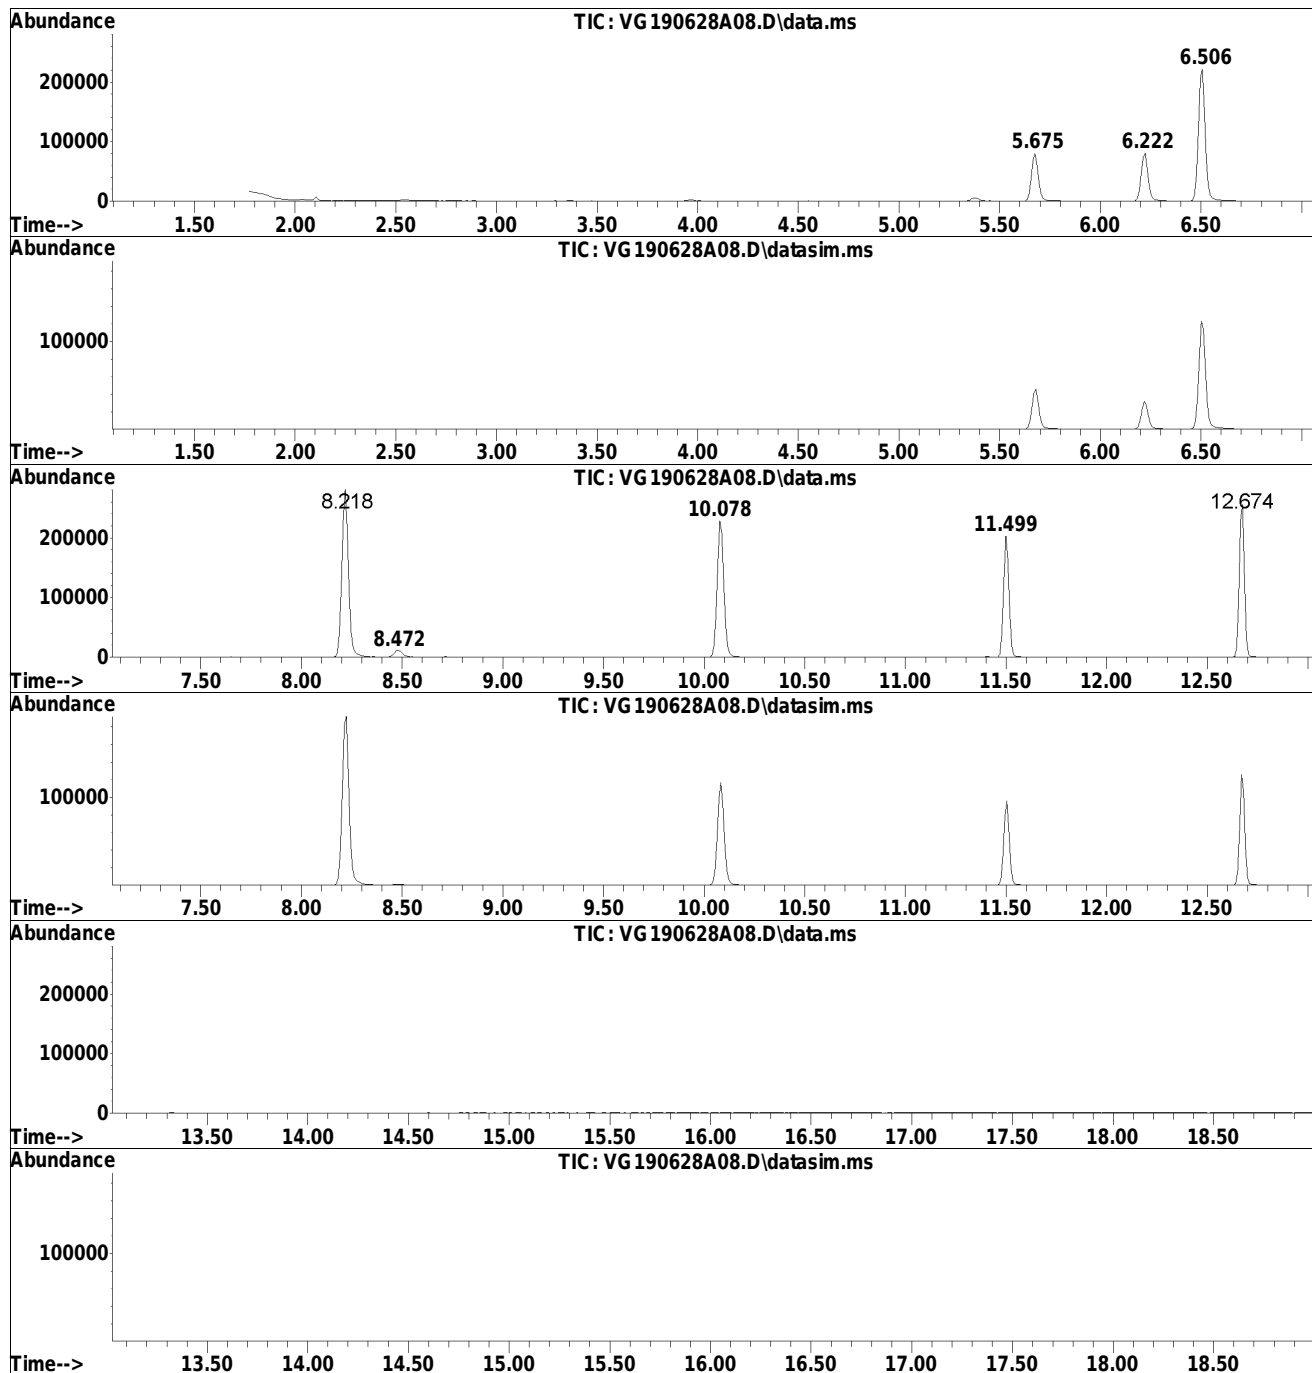 Abundance TIC: VG190628A08.D\data.ms
6.506
200000
5.675 6.222
100000
0
Time--> 1.50 2.00 2.50 3.00 3.50 4.00 4.50 5.00 5.50 6.00 6.50
Abundance TIC: VG190628A08.D\datasim.ms
100000
Time--> 1.50 2.00 2.50 3.00 3.50 4.00 4.50 5.00 5.50 6.00 6.50
Abundance TIC: VG190628A08.D\data.ms
8.218 10.078 11.499 12.674
200000
100000
8.472
0
Time--> 7.50 8.00 8.50 9.00 9.50 10.00 10.50 11.00 11.50 12.00 12.50
Abundance TIC: VG190628A08.D\datasim.ms
100000
Time--> 7.50 8.00 8.50 9.00 9.50 10.00 10.50 11.00 11.50 12.00 12.50
Abundance TIC: VG190628A08.D\data.ms
200000
100000
0
Time--> 13.50 14.00 14.50 15.00 15.50 16.00 16.50 17.00 17.50 18.00 18.50
Abundance TIC: VG190628A08.D\datasim.ms
100000
Time--> 13.50 14.00 14.50 15.00 15.50 16.00 16.50 17.00 17.50 18.00 18.50